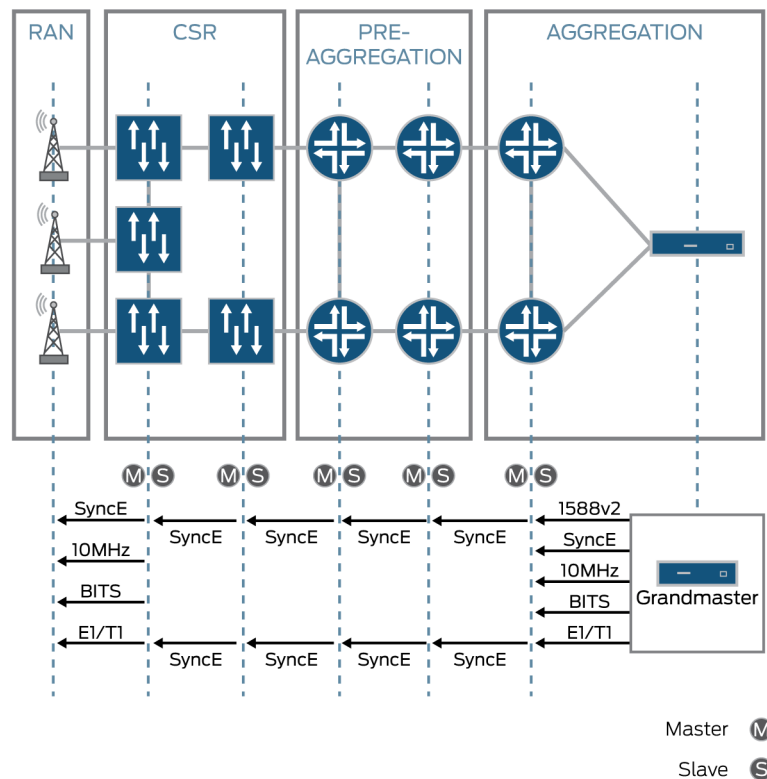 RAN
CSR
PRE-
AGGREGATION
AGGREGATION
M S
M S
M S
M S
M S
SyncE
SyncE
SyncE
SyncE
SyncE
1588v2
SyncE
10MHz
10MHz
BITS
BITS
E1/T1
SyncE
SyncE
SyncE
SyncE
E1/T1
Grandmaster
Master M
Slave S